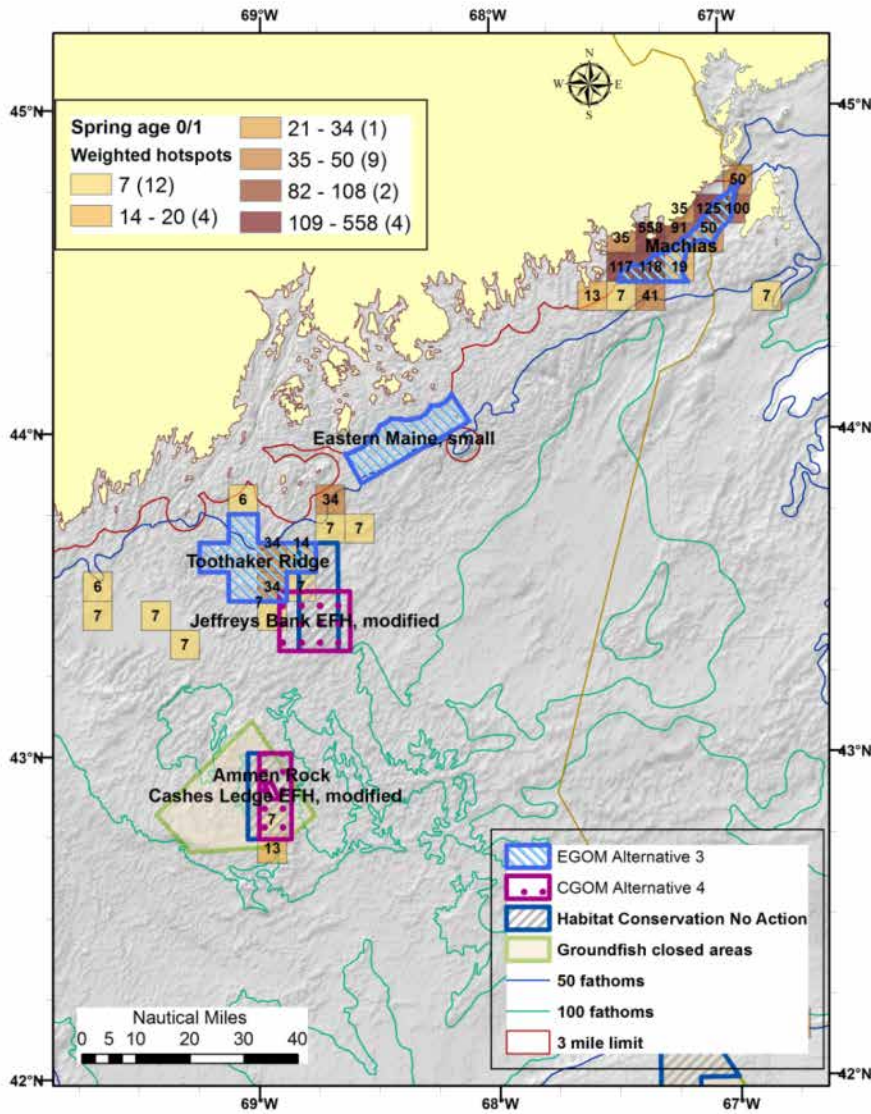 69°W 68°W 67°W
N
W E
S
45°N 45°N
Spring age 0/1
Weighted hotspots
7 (12)
14 - 20 (4)
21 - 34 (1)
35 - 50 (9)
82 - 108 (2)
109 - 558 (4)
50
35 125 100
35 558 91 50
Machias
117 118 19
13 7 41 7
44°N 44°N
Eastern Maine, small
6 34
7 7
34 14
Toothaker Ridge
6 34 7
7 7 7
Jeffreys Bank EFH, modified
7
43°N 43°N
Ammen Rock
Cashes Ledge EFH, modified
7
13
EGOM Alternative 3
CGOM Alternative 4
Habitat Conservation No Action
Groundfish closed areas
50 fathoms
100 fathoms
3 mile limit
Nautical Miles
0 5 10 20 30 40
42°N 42°N
69°W 68°W 67°W